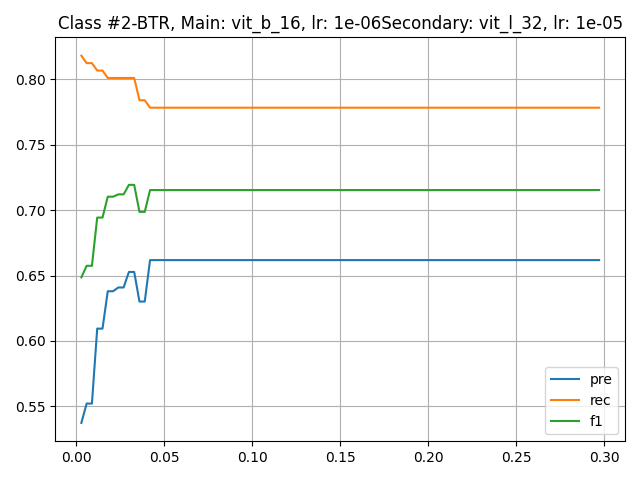 Class #2-BTR, Main: vit_b_16, lr: 1e-06Secondary: vit_l_32, lr: 1e-05
0.80
0.75
0.70
0.65
0.60
0.55
pre
rec
f1
0.00 0.05 0.10 0.15 0.20 0.25 0.30